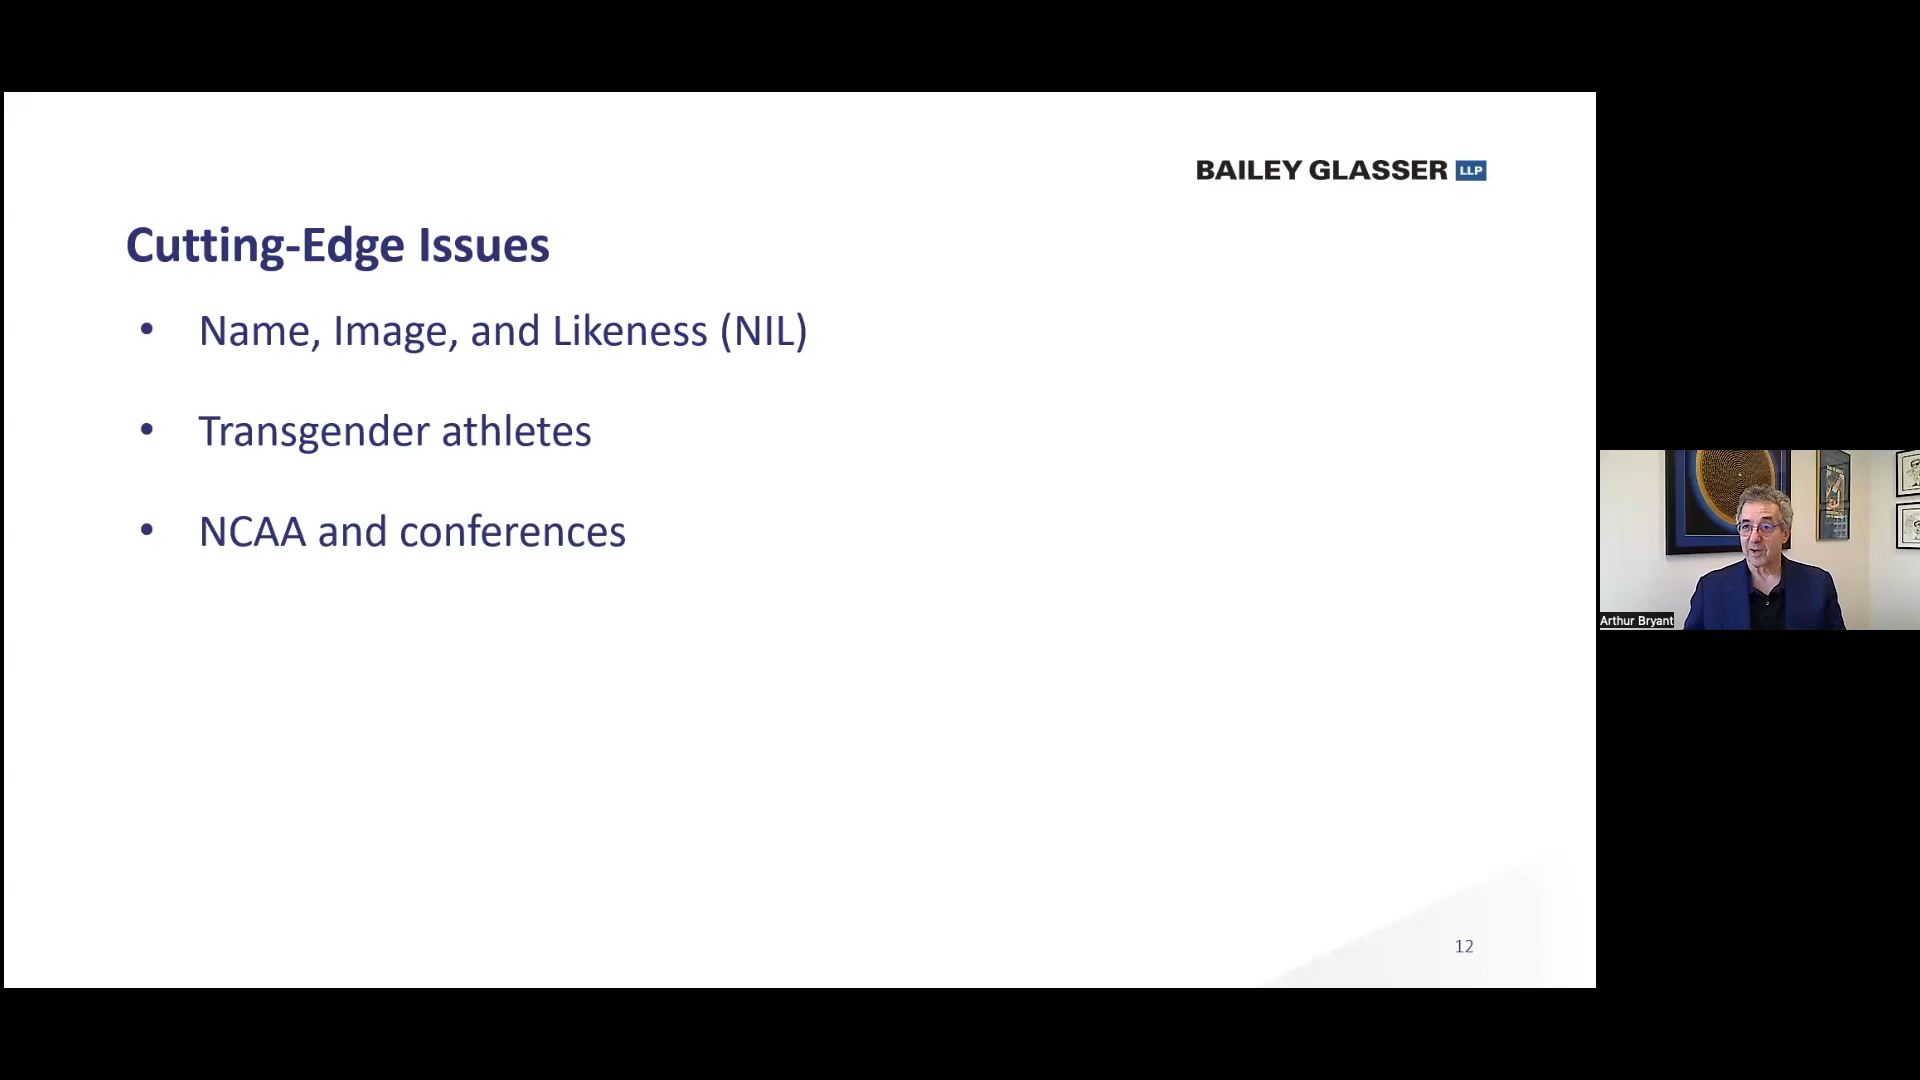 BAILEY GLASSER LLP
Cutting-Edge Issues
• Name, Image, and Likeness (NIL)
• Transgender athletes
• NCAA and conferences
12
Arthur Bryant